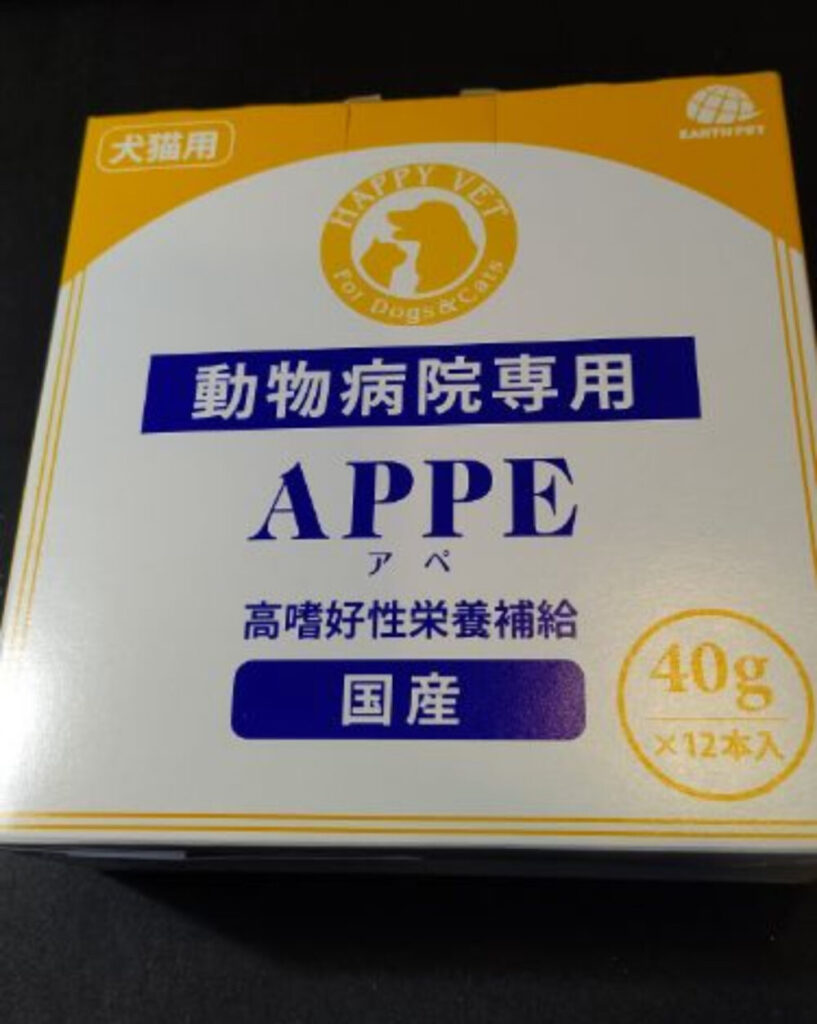 犬猫用
EARTH PET
HAPPY VET
For Dogs&Cats
動物病院専用
APPE
アペ
高嗜好性栄養補給
国産
40g
×12本入